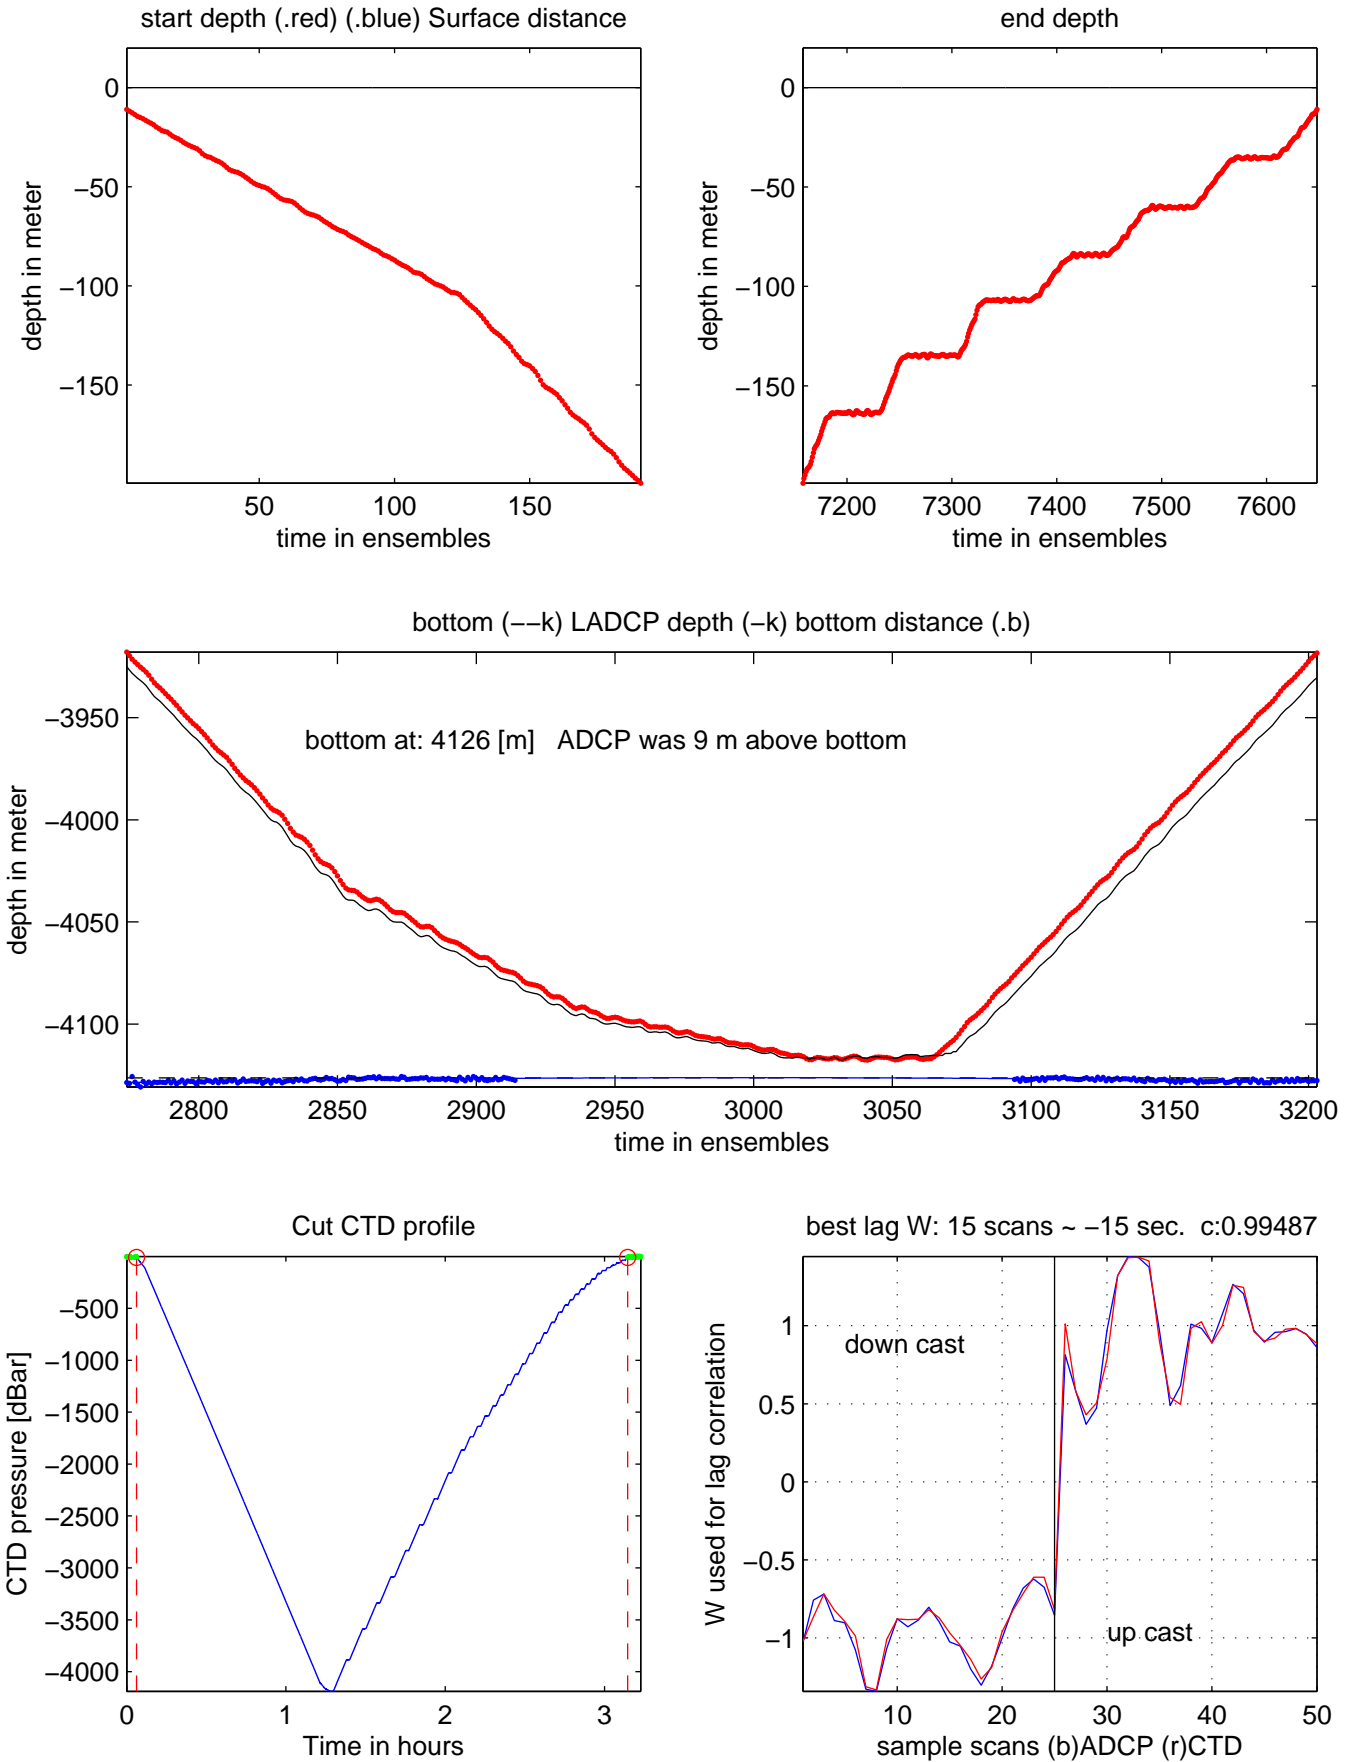 start depth (.red) (.blue) Surface distance
0
−50
−100
−150
depth in meter
50 100 150
time in ensembles
end depth
0
−50
−100
−150
depth in meter
7200 7300 7400 7500 7600
time in ensembles
bottom (−−k) LADCP depth (−k) bottom distance (.b)
bottom at: 4126 [m] ADCP was 9 m above bottom
−3950
−4000
−4050
−4100
depth in meter
2800 2850 2900 2950 3000 3050 3100 3150 3200
time in ensembles
Cut CTD profile
−500
−1000
−1500
−2000
−2500
−3000
−3500
−4000
CTD pressure [dBar]
0 1 2 3
Time in hours
best lag W: 15 scans ~ −15 sec. c:0.99487
down cast
up cast
1
0.5
0
−0.5
−1
W used for lag correlation
10 20 30 40 50
sample scans (b)ADCP (r)CTD